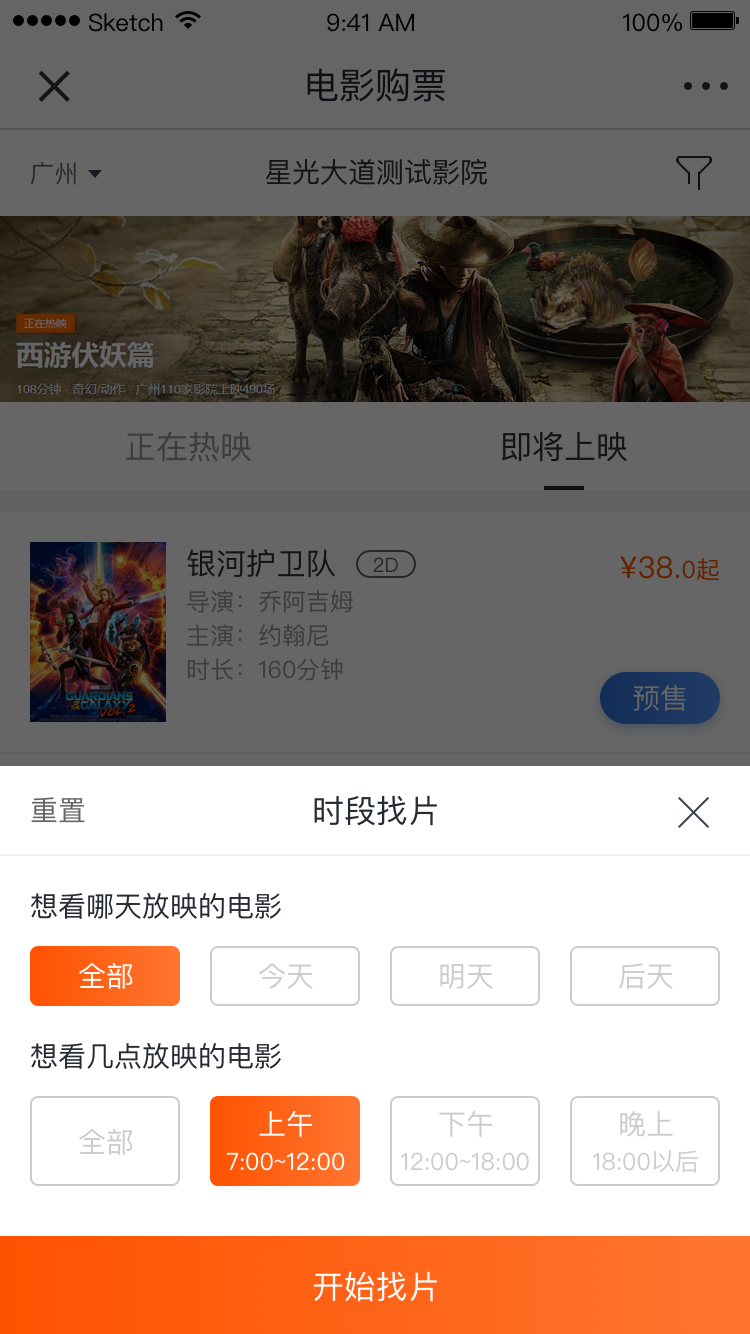 ●●●●● Sketch 9:41 AM 100%
电影购票
广州 星光大道测试影院
正在热映
西游伏妖篇
108分钟 · 奇幻/动作 · 广州110家影院上映490场
正在热映 即将上映
银河护卫队 2D ¥38.0起
导演：乔阿吉姆
主演：约翰尼
时长：160分钟
GUARDIANS
OF THE GALAXY
VOL. 2
预售
重置 时段找片
想看哪天放映的电影
全部 今天 明天 后天
想看几点放映的电影
全部 上午 下午 晚上
7:00~12:00 12:00~18:00 18:00以后
开始找片